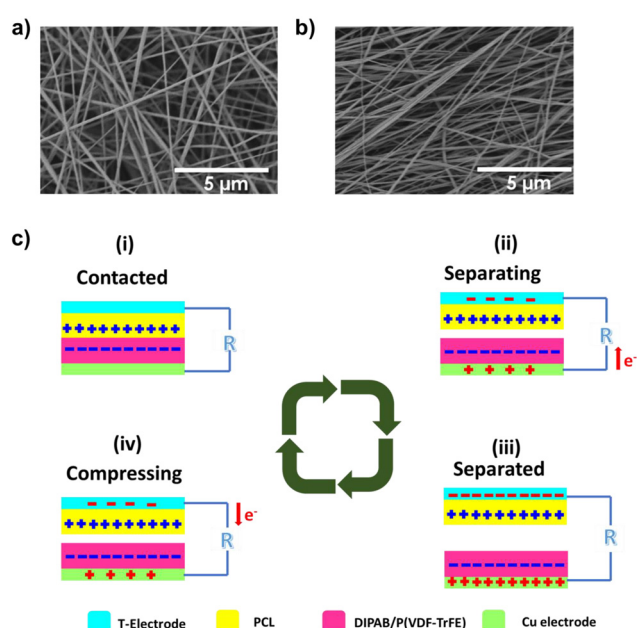 a)
b)
5 µm
5 µm
c)
(i)
Contacted
+ + + + + + + + +
R
(ii)
Separating
+ + + + + + + + +
R
e-
+ + + +
(iv)
Compressing
+ + + + + + + + +
e-
R
+ + + +
(iii)
Separated
+ + + + + + + + +
R
+ + + + + + + + + +
T-Electrode
PCL
DIPAB/P(VDF-TrFE)
Cu electrode